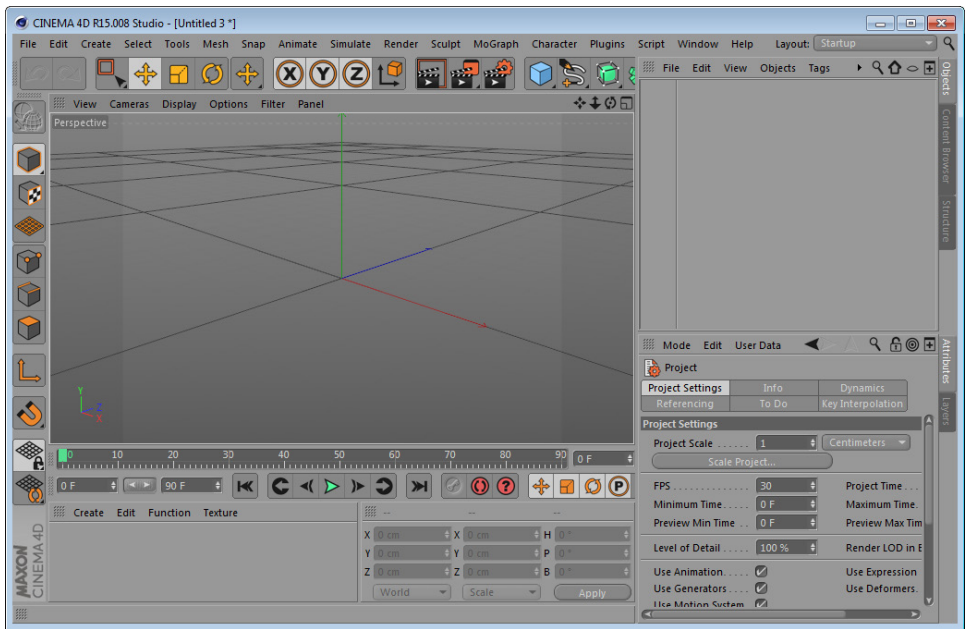 CINEMA 4D R15.008 Studio - [Untitled 3 *]
File Edit Create Select Tools Mesh Snap Animate Simulate Render Sculpt MoGraph Character Plugins Script Window Help Layout: Startup
X Y Z
File Edit View Objects Tags
Objects
Content Browser
Structure
View Cameras Display Options Filter Panel
Perspective
Y
Z
X
Mode Edit User Data
Attributes
Layers
Project
Project Settings Info Dynamics
Referencing To Do Key Interpolation
Project Settings
Project Scale 1 Centimeters
Scale Project...
FPS 30 Project Time
Minimum Time 0 F Maximum Time
Preview Min Time 0 F Preview Max Tim
Level of Detail 100 % Render LOD in E
Use Animation Use Expression
Use Generators Use Deformers
Use Motion System
0 10 20 30 40 50 60 70 80 90 0 F
0 F 90 F ? P
Create Edit Function Texture
-- -- --
X 0 cm X 0 cm H 0 °
Y 0 cm Y 0 cm P 0 °
Z 0 cm Z 0 cm B 0 °
World Scale Apply
MAXON
CINEMA 4D